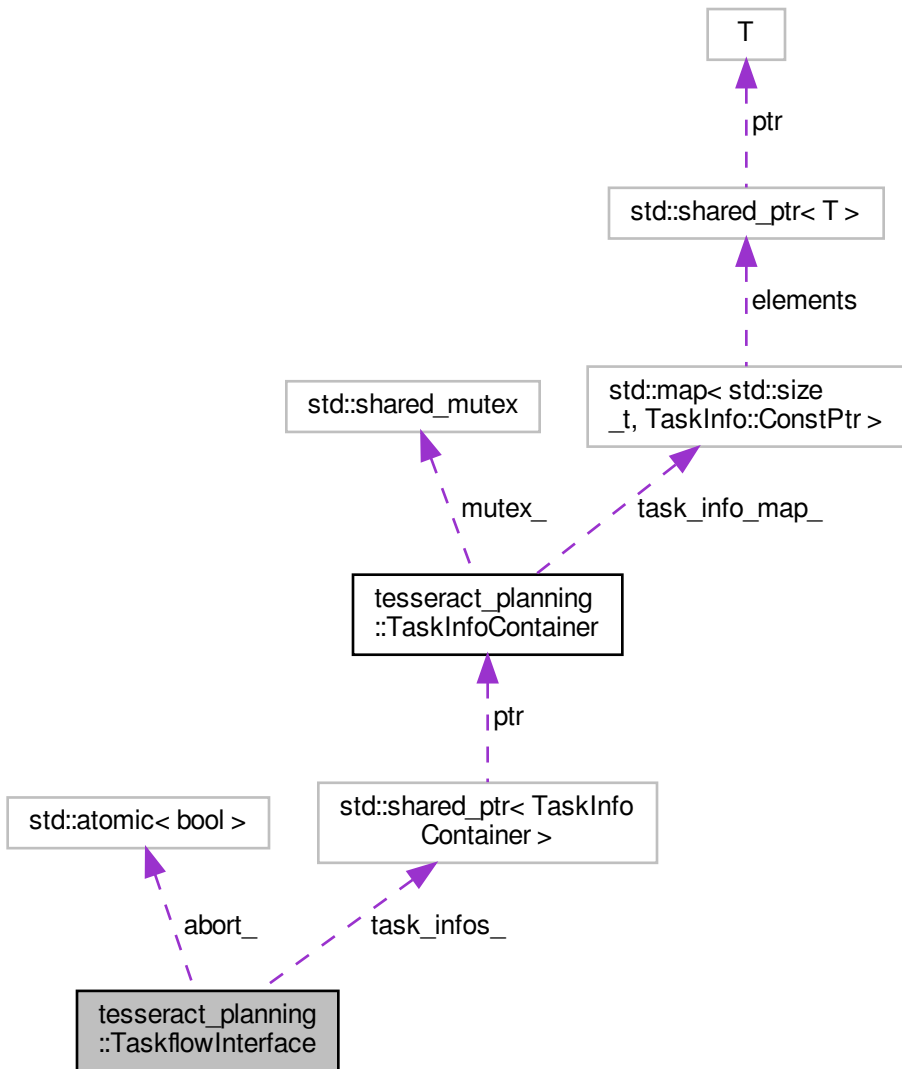 T
ptr
std::shared_ptr< T >
elements
std::map< std::size
_t, TaskInfo::ConstPtr >
std::shared_mutex
mutex_
task_info_map_
tesseract_planning
::TaskInfoContainer
ptr
std::shared_ptr< TaskInfo
Container >
std::atomic< bool >
abort_
task_infos_
tesseract_planning
::TaskflowInterface